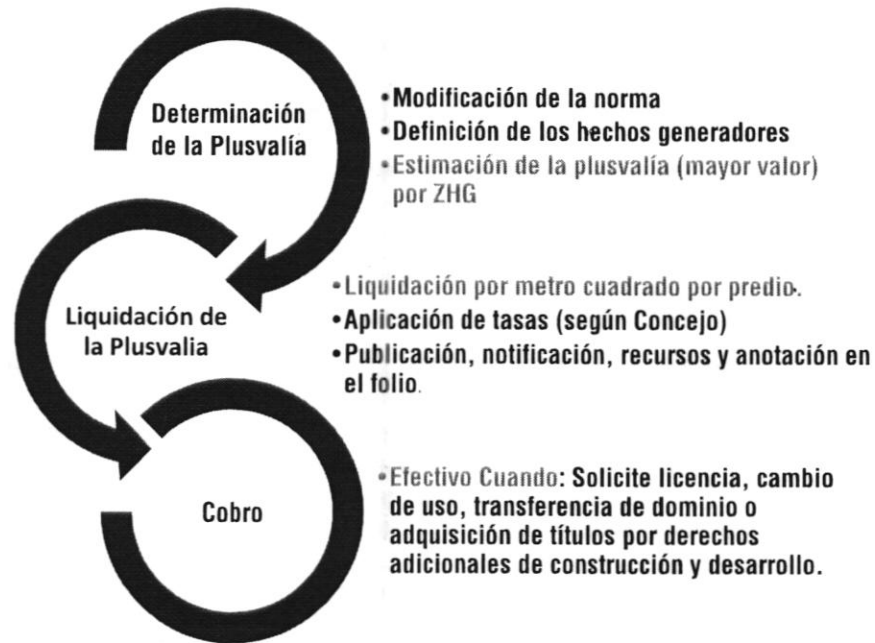 Determinación
de la Plusvalía
•Modificación de la norma
•Definición de los hechos generadores
•Estimación de la plusvalía (mayor valor)
por ZHG
Liquidación de
la Plusvalia
•Liquidación por metro cuadrado por predio.
•Aplicación de tasas (según Concejo)
•Publicación, notificación, recursos y anotación en
el folio.
Cobro
•Efectivo Cuando: Solicite licencia, cambio
de uso, transferencia de dominio o
adquisición de títulos por derechos
adicionales de construcción y desarrollo.